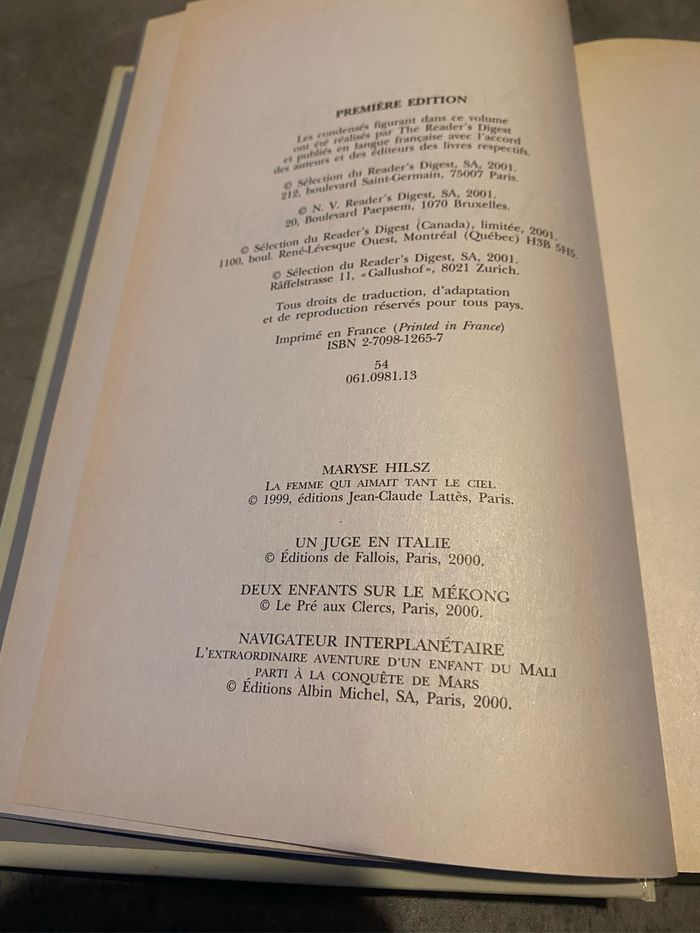 PREMIÈRE EDITION
Les condensés figurant dans ce volume
ont été réalisés par The Reader's Digest
et publiés en langue française avec l'accord
des auteurs et des éditeurs des livres respectifs.
© Sélection du Reader's Digest, SA, 2001.
212, boulevard Saint-Germain, 75007 Paris.
© N. V. Reader's Digest, SA, 2001.
20, Boulevard Paepsem, 1070 Bruxelles.
© Sélection du Reader's Digest (Canada), limitée, 2001.
1100, boul. René-Lévesque Ouest, Montréal (Québec) H3B 5H5.
© Sélection du Reader's Digest, SA, 2001.
Räffelstrasse 11, «Gallushof», 8021 Zurich.
Tous droits de traduction, d'adaptation
et de reproduction réservés pour tous pays.
Imprimé en France (Printed in France)
ISBN 2-7098-1265-7
54
061.0981.13
MARYSE HILSZ
LA FEMME QUI AIMAIT TANT LE CIEL
© 1999, éditions Jean-Claude Lattès, Paris.
UN JUGE EN ITALIE
© Éditions de Fallois, Paris, 2000.
DEUX ENFANTS SUR LE MÉKONG
© Le Pré aux Clercs, Paris, 2000.
NAVIGATEUR INTERPLANÉTAIRE
L'EXTRAORDINAIRE AVENTURE D'UN ENFANT DU MALI
PARTI À LA CONQUÊTE DE MARS
© Éditions Albin Michel, SA, Paris, 2000.